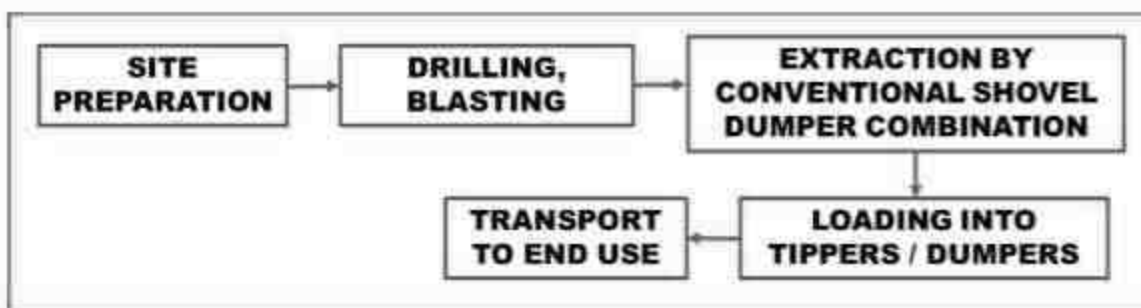 SITE
PREPARATION
DRILLING,
BLASTING
EXTRACTION BY
CONVENTIONAL SHOVEL
DUMPER COMBINATION
LOADING INTO
TIPPERS / DUMPERS
TRANSPORT
TO END USE